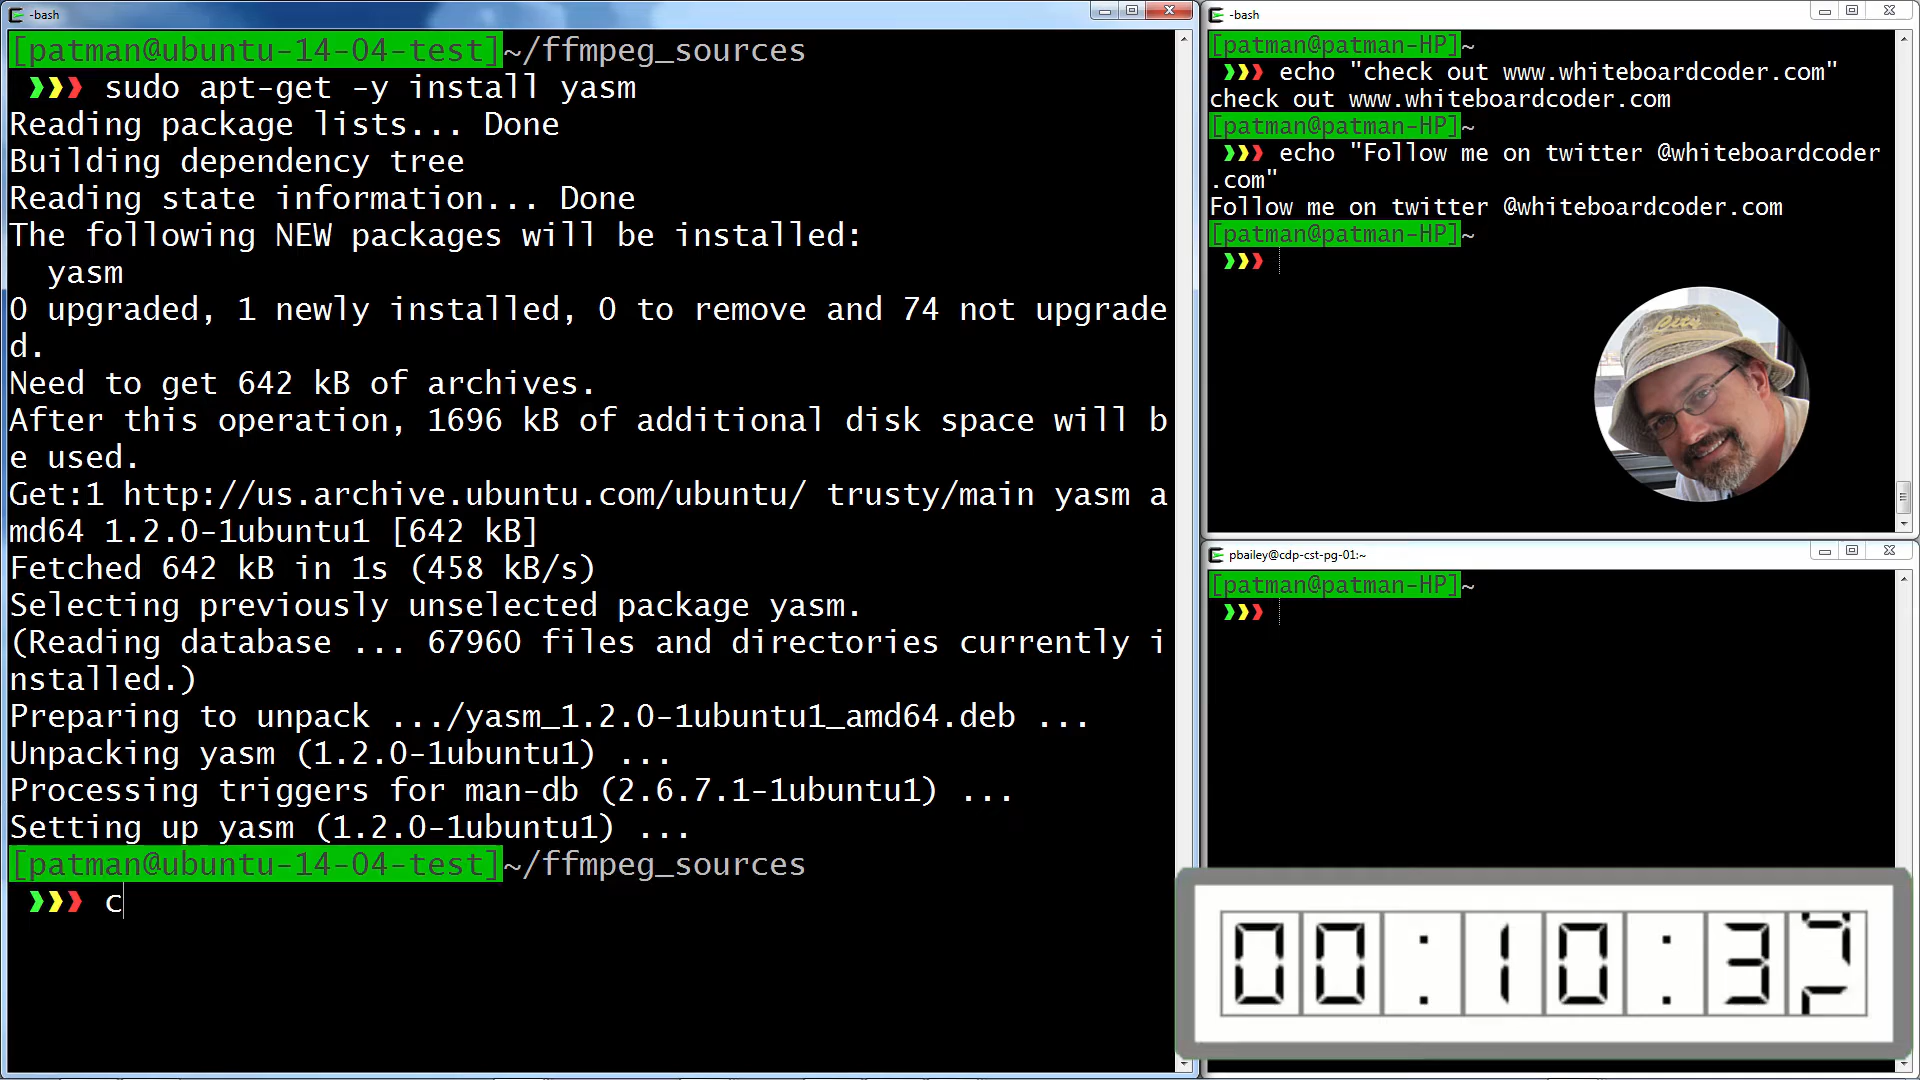 -bash
[patman@ubuntu-14-04-test]~/ffmpeg_sources
❯❯❯ sudo apt-get -y install yasm
Reading package lists... Done
Building dependency tree
Reading state information... Done
The following NEW packages will be installed:
  yasm
0 upgraded, 1 newly installed, 0 to remove and 74 not upgrade
d.
Need to get 642 kB of archives.
After this operation, 1696 kB of additional disk space will b
e used.
Get:1 http://us.archive.ubuntu.com/ubuntu/ trusty/main yasm a
md64 1.2.0-1ubuntu1 [642 kB]
Fetched 642 kB in 1s (458 kB/s)
Selecting previously unselected package yasm.
(Reading database ... 67960 files and directories currently i
nstalled.)
Preparing to unpack .../yasm_1.2.0-1ubuntu1_amd64.deb ...
Unpacking yasm (1.2.0-1ubuntu1) ...
Processing triggers for man-db (2.6.7.1-1ubuntu1) ...
Setting up yasm (1.2.0-1ubuntu1) ...
[patman@ubuntu-14-04-test]~/ffmpeg_sources
❯❯❯ c
-bash
[patman@patman-HP]~
❯❯❯ echo "check out www.whiteboardcoder.com"
check out www.whiteboardcoder.com
[patman@patman-HP]~
❯❯❯ echo "Follow me on twitter @whiteboardcoder
.com"
Follow me on twitter @whiteboardcoder.com
[patman@patman-HP]~
❯❯❯
City
pbailey@cdp-cst-pg-01:~
[patman@patman-HP]~
❯❯❯
00:10:3